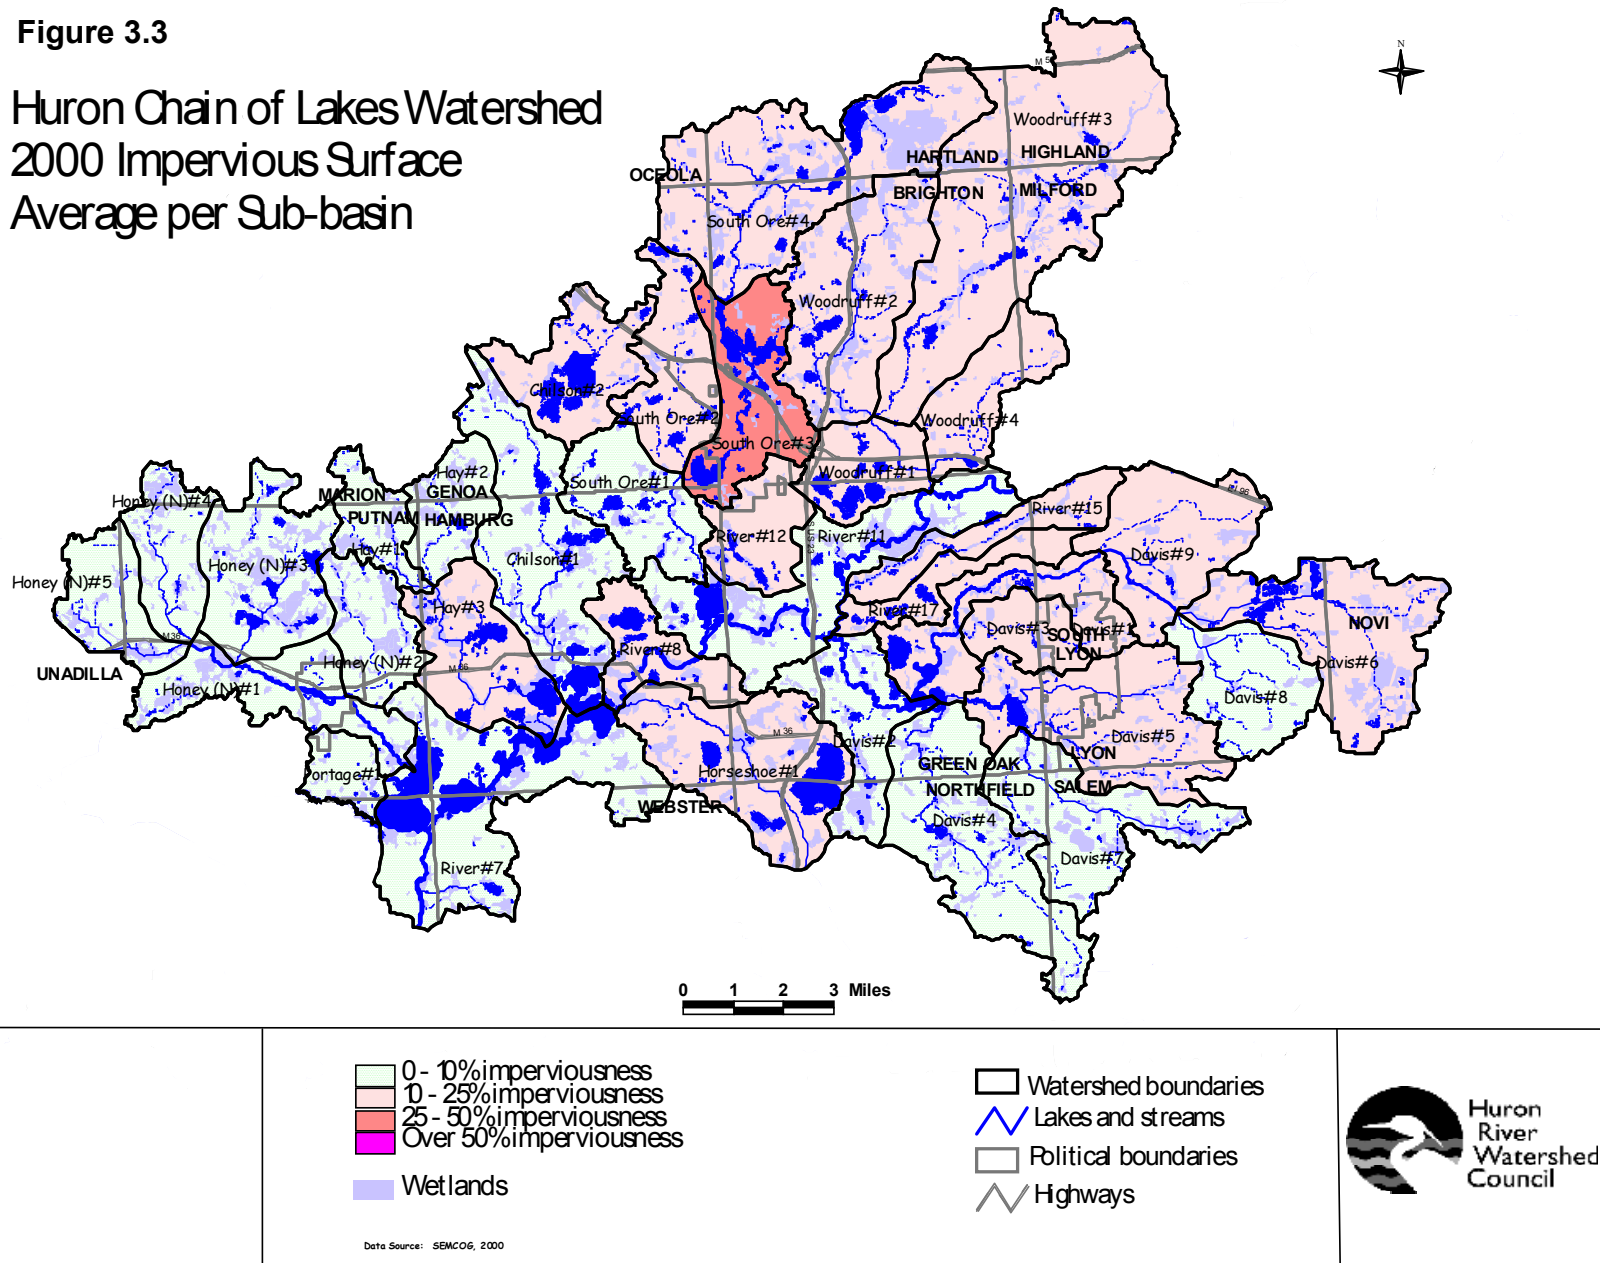 Figure 3.3
Huron Chain of Lakes Watershed
2000 Impervious Surface
Average per Sub-basin
N
M 5
Woodruff#3
HARTLAND
HIGHLAND
OCEOLA
BRIGHTON
MILFORD
South Ore#4
Woodruff#2
Chilson#2
South Ore#2
Woodruff#4
South Ore#3
Hay#2
Woodruff#1
South Ore#1
MARION
GENOA
Honey (N)#4
PUTNAM
HAMBURG
River#15
River#12
River#11
Hay#1
Chilson#1
Davis#9
Honey (N)#3
Honey (N)#5
Hay#3
River#17
NOVI
Davis#3
SOUTH
Davis#1
LYON
M36
River#8
Honey (N)#2
M 36
Davis#6
UNADILLA
Honey (N)#1
Davis#8
M 36
Davis#2
Davis#5
LYON
GREEN OAK
Portage#1
Horseshoe#1
NORTHFIELD
SALEM
WEBSTER
Davis#4
Davis#7
River#7
0 1 2 3 Miles
0 - 10% imperviousness
10 - 25% imperviousness
25 - 50% imperviousness
Over 50% imperviousness
Wetlands
Data Source: SEMCOG, 2000
Watershed boundaries
Lakes and streams
Political boundaries
Highways
Huron
River
Watershed
Council